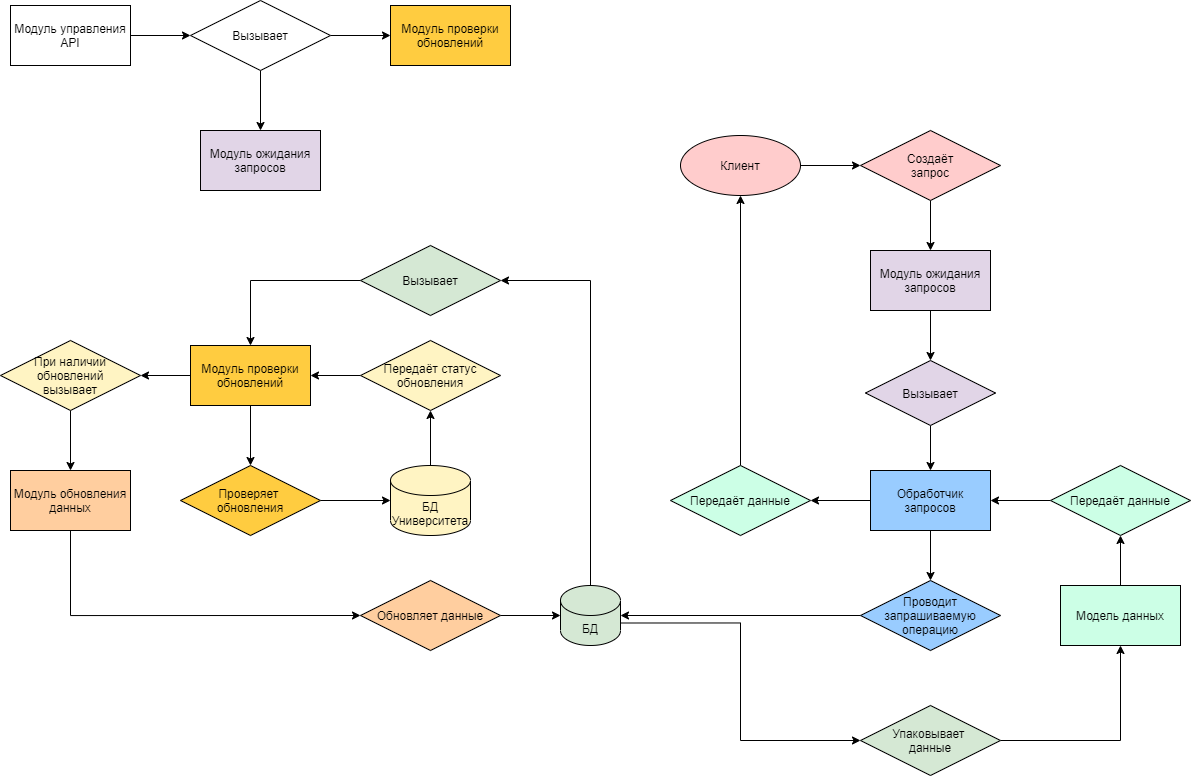 Модуль управления
API
Вызывает
Модуль проверки
обновлений
Модуль ожидания
запросов
Клиент
Создаёт
запрос
Модуль ожидания
запросов
Вызывает
Вызывает
Модуль проверки
обновлений
Передаёт статус
обновления
При наличии
обновлений
вызывает
Модуль обновления
данных
Проверяет
обновления
БД
Университета
Передаёт данные
Обработчик
запросов
Передаёт данные
Обновляет данные
БД
Проводит
запрашиваемую
операцию
Модель данных
Упаковывает
данные